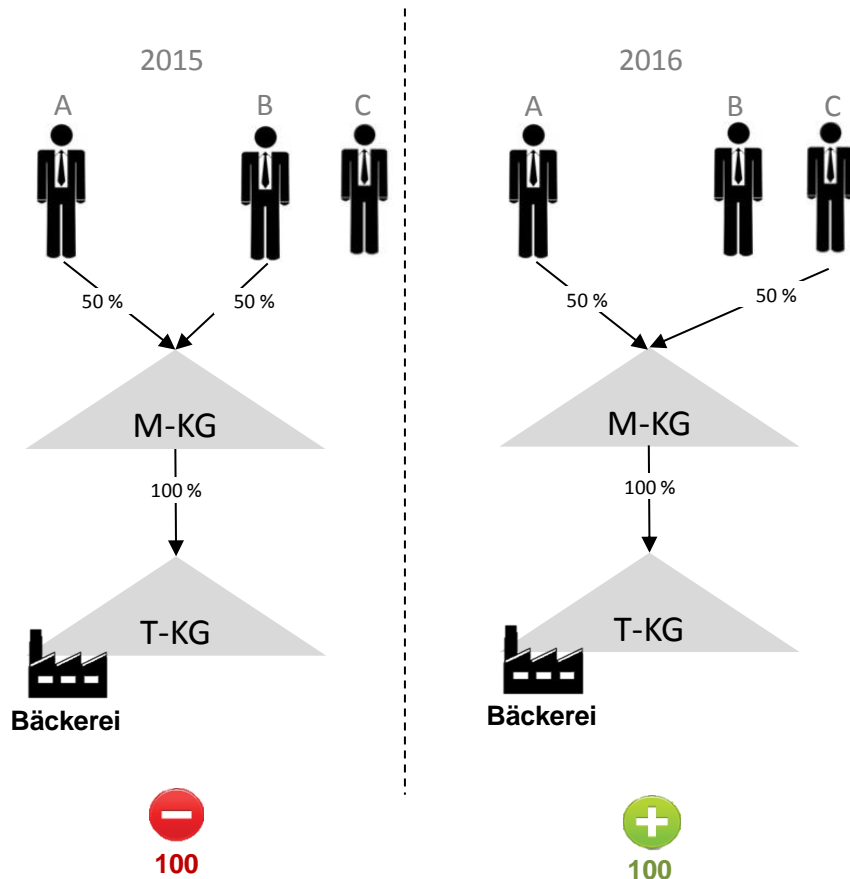 2015
A B C
50 % 50 %
M-KG
100 %
T-KG
Bäckerei
100
2016
A B C
50 % 50 %
M-KG
100 %
T-KG
Bäckerei
100